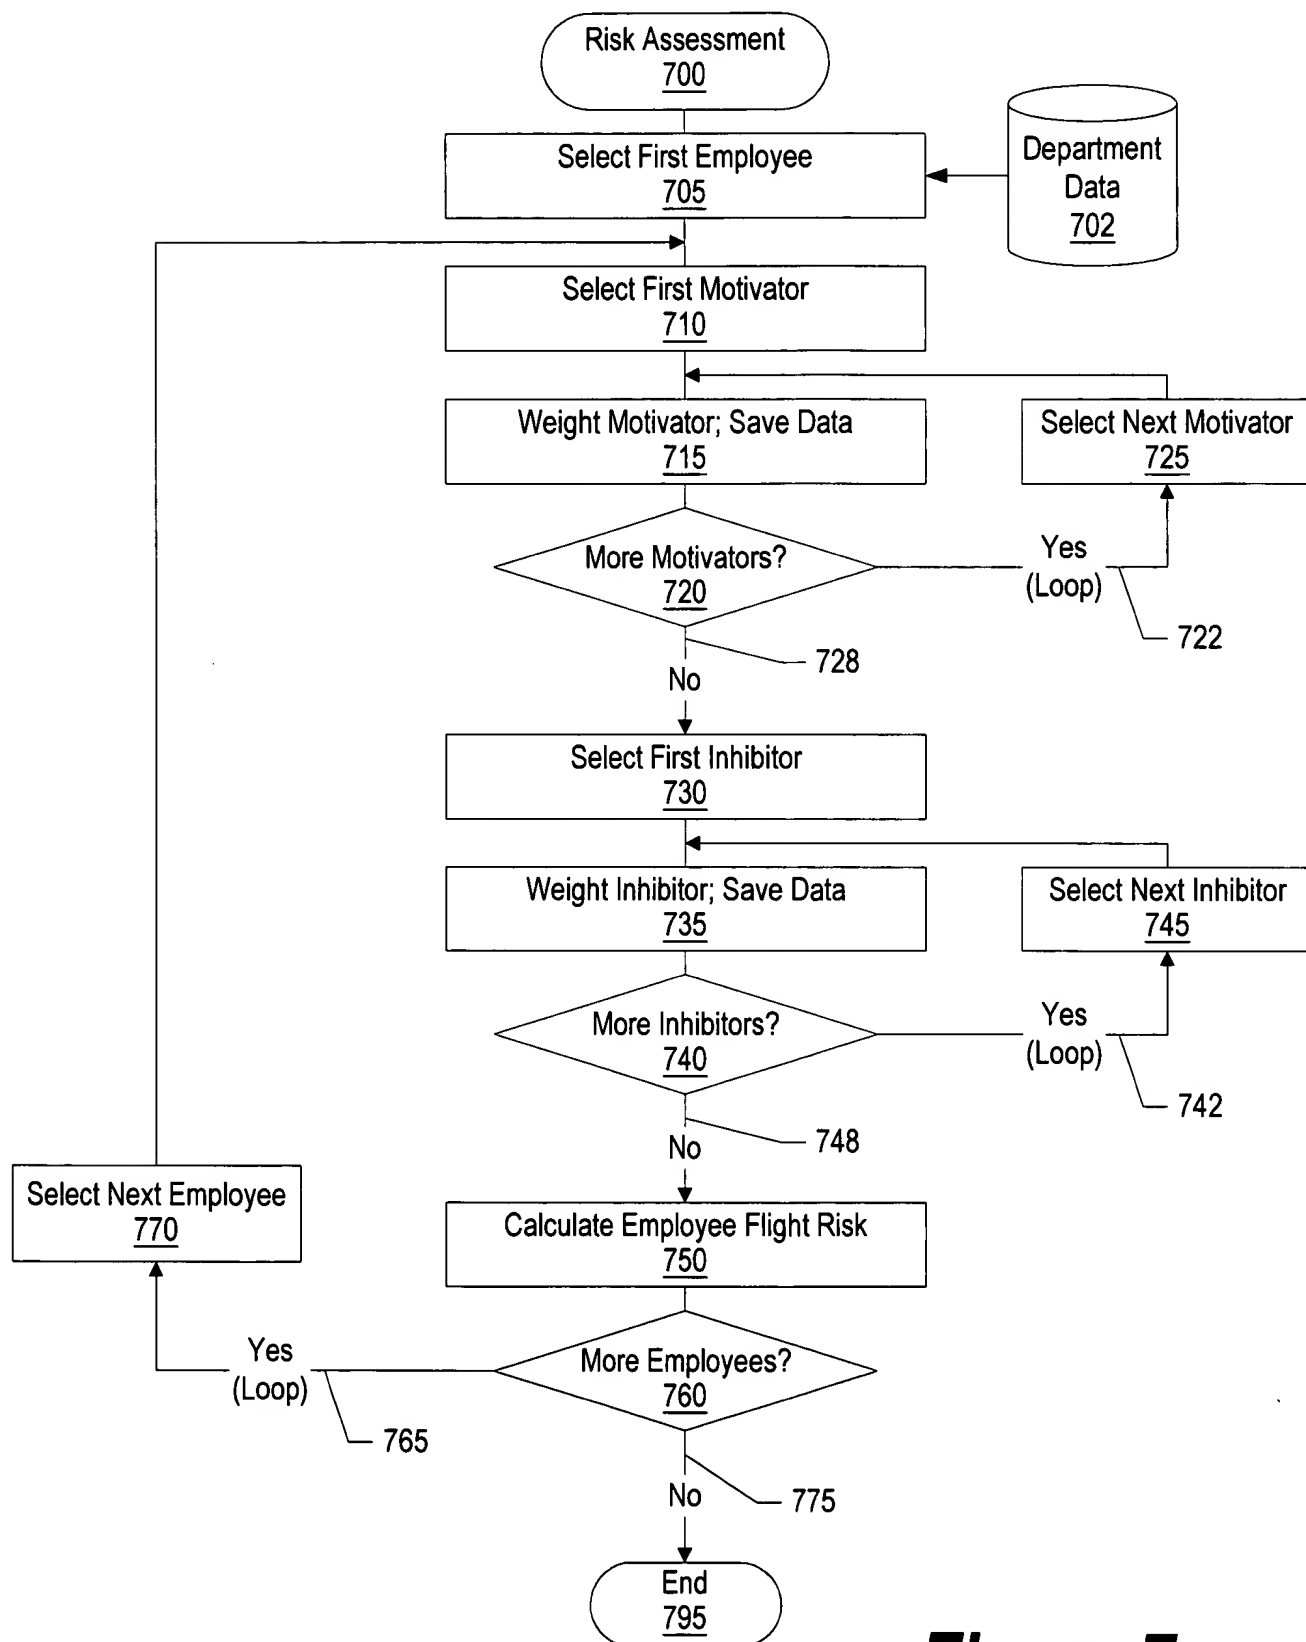 Risk Assessment
700
Department
Data
702
Select First Employee
705
Select First Motivator
710
Weight Motivator; Save Data
715
Select Next Motivator
725
More Motivators?
720
Yes
(Loop)
722
728
No
Select First Inhibitor
730
Weight Inhibitor; Save Data
735
Select Next Inhibitor
745
More Inhibitors?
740
Yes
(Loop)
742
748
No
Select Next Employee
770
Calculate Employee Flight Risk
750
More Employees?
760
Yes
(Loop)
765
775
No
End
795